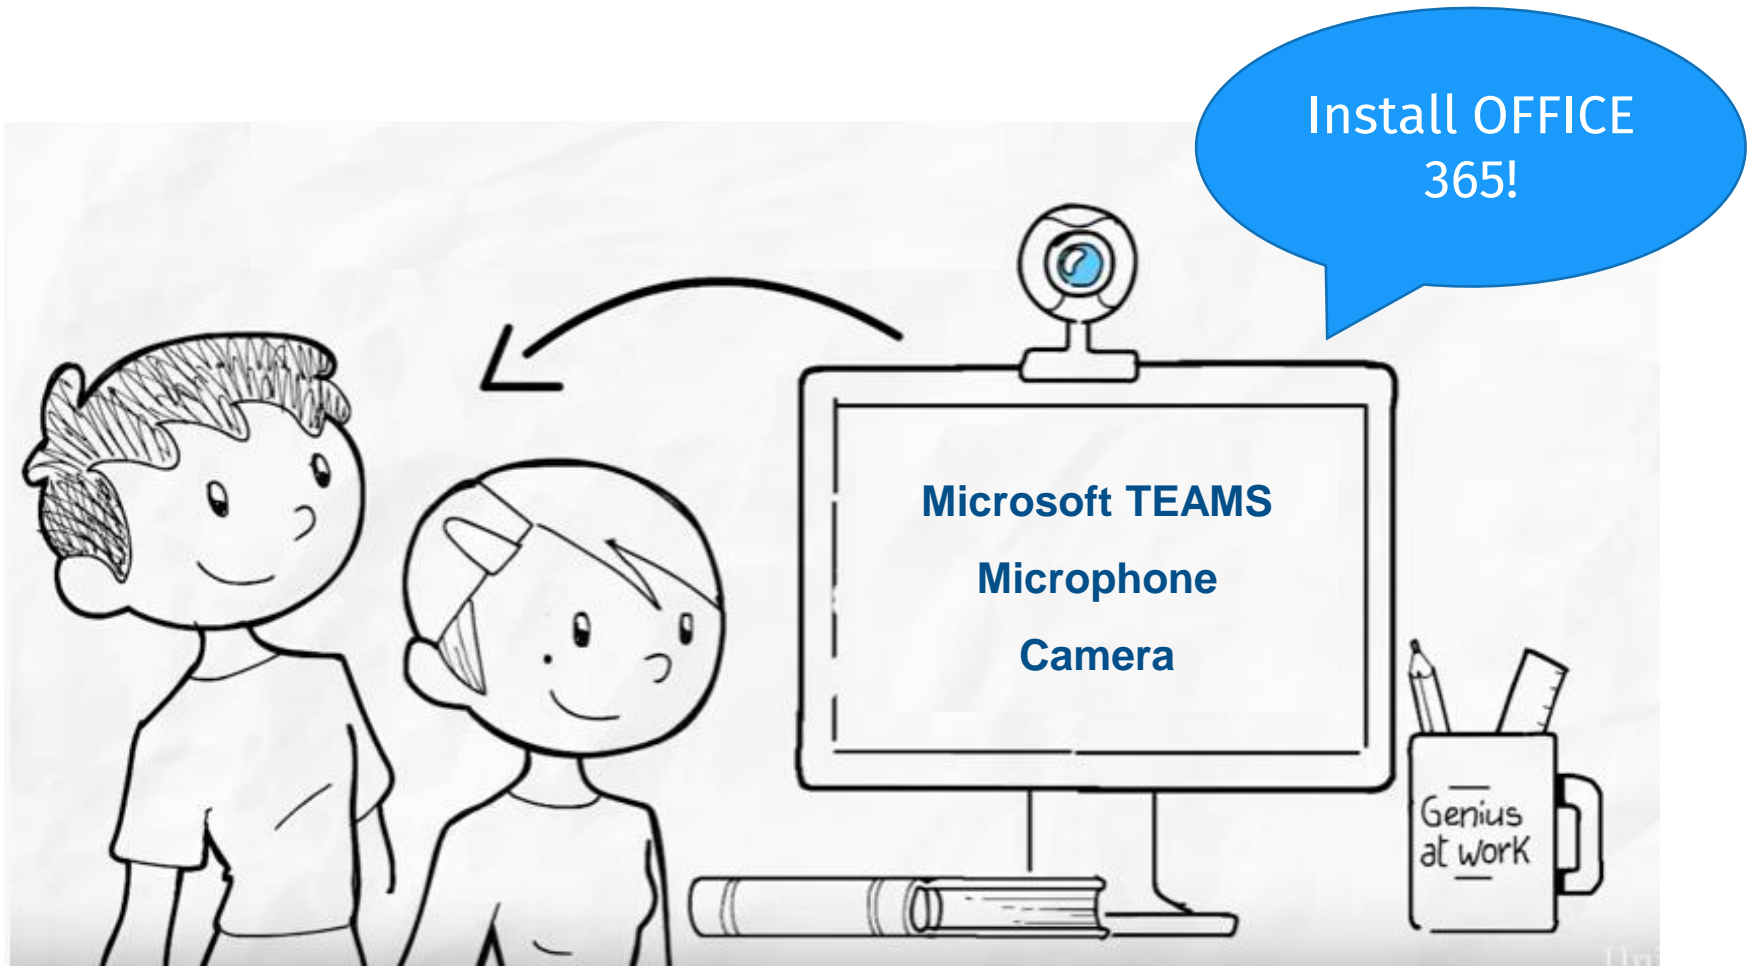 Install OFFICE
365!
Microsoft TEAMS
Microphone
Camera
Genius
at work